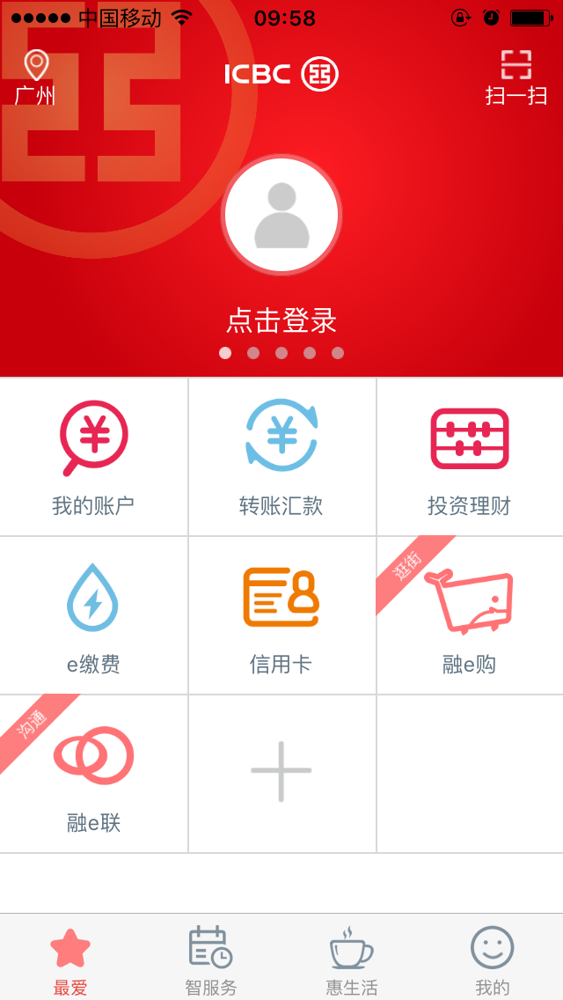 中国移动 09:58
广州
ICBC
扫一扫
点击登录
我的账户
转账汇款
投资理财
e缴费
信用卡
逛街
融e购
沟通
融e联
最爱
智服务
惠生活
我的